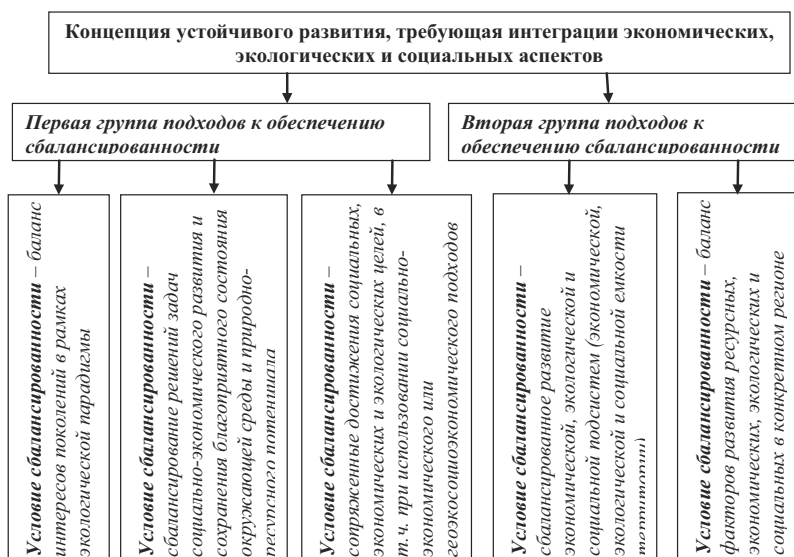 Концепция устойчивого развития, требующая интеграции экономических,
экологических и социальных аспектов
Первая группа подходов к обеспечению
сбалансированности
Вторая группа подходов к
обеспечению сбалансированности
Условие сбалансированности – баланс
интересов поколений в рамках
экологической парадигмы
Условие сбалансированности –
сбалансирование решений задач
социально-экономического развития и
сохранения благоприятного состояния
окружающей среды и природно-
ресурсного потенциала
Условие сбалансированности –
сопряженные достижения социальных,
экономических и экологических целей, в
т.ч. при использовании социально-
экономического или
геоэкосоциоэкономического подходов
Условие сбалансированности –
сбалансированное развитие
экономической, экологической и
социальной подсистем (экономической,
экологической и социальной емкости
территории)
Условие сбалансированности – баланс
факторов развития ресурсных,
экономических, экологических и
социальных в конкретном регионе